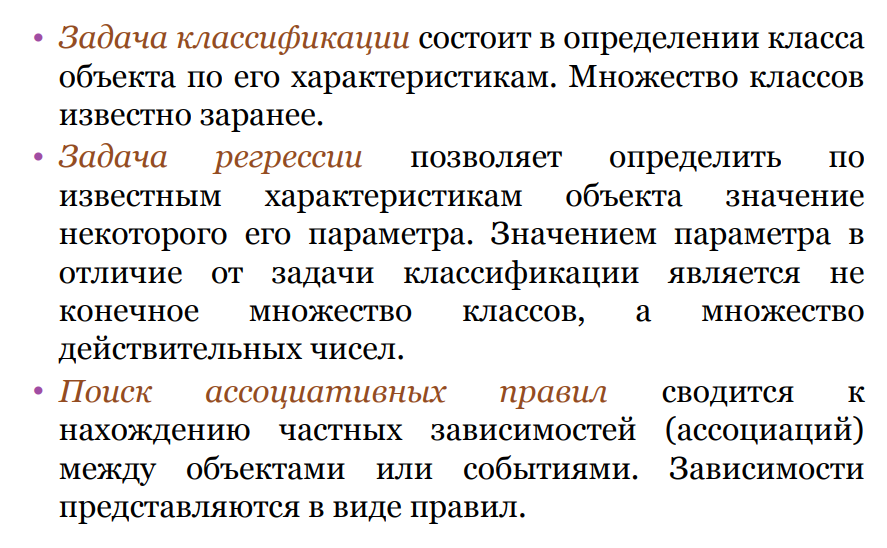 • Задача классификации состоит в определении класса
объекта по его характеристикам. Множество классов
известно заранее.
• Задача регрессии позволяет определить по
известным характеристикам объекта значение
некоторого его параметра. Значением параметра в
отличие от задачи классификации является не
конечное множество классов, а множество
действительных чисел.
• Поиск ассоциативных правил сводится к
нахождению частных зависимостей (ассоциаций)
между объектами или событиями. Зависимости
представляются в виде правил.